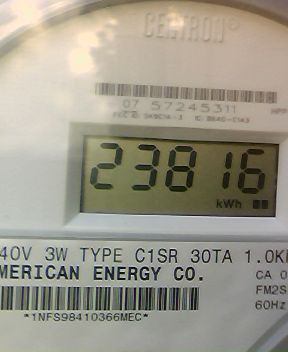 CENTRON®
07 57245311
23816
kWh
40V 3W TYPE C1SR 30TA 1.0K
MERICAN ENERGY CO.
CA 0
FM2S
60Hz
*1NFS98410366MEC*